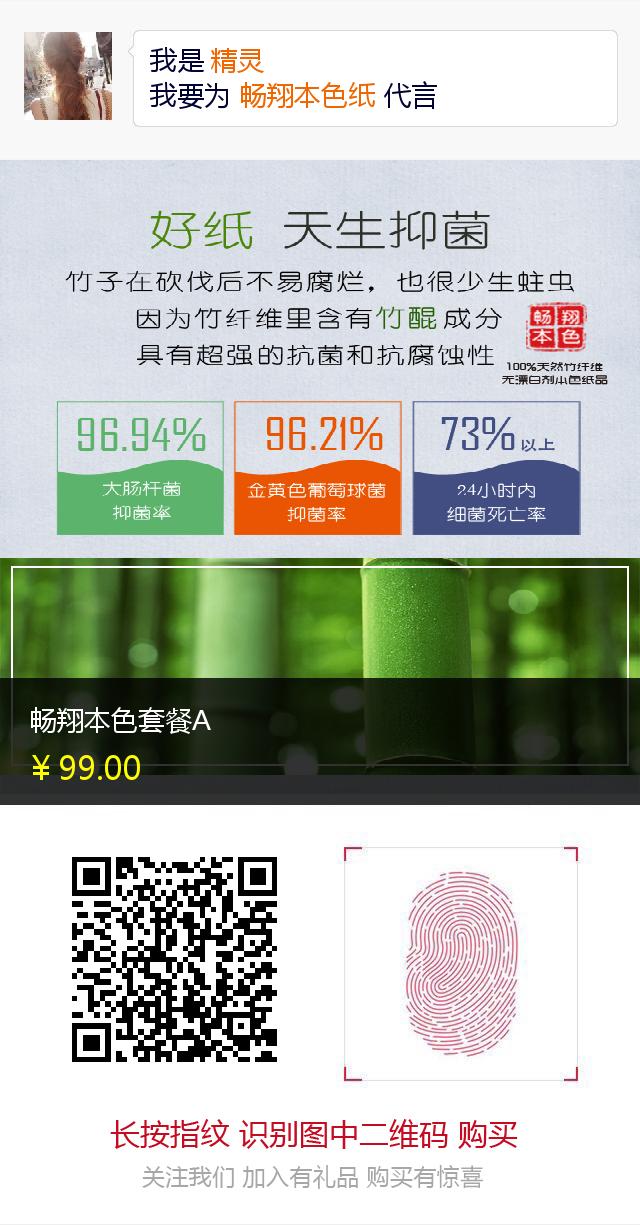 我是 精灵
我要为 畅翔本色纸 代言
好纸 天生抑菌
竹子在砍伐后不易腐烂，也很少生蛀虫
因为竹纤维里含有竹醌成分
具有超强的抗菌和抗腐蚀性
畅翔
本色
100%天然竹纤维
无漂白剂本色纸品
96.94%
大肠杆菌
抑菌率
96.21%
金黄色葡萄球菌
抑菌率
73%以上
24小时内
细菌死亡率
畅翔本色套餐A
¥ 99.00
长按指纹 识别图中二维码 购买
关注我们 加入有礼品 购买有惊喜